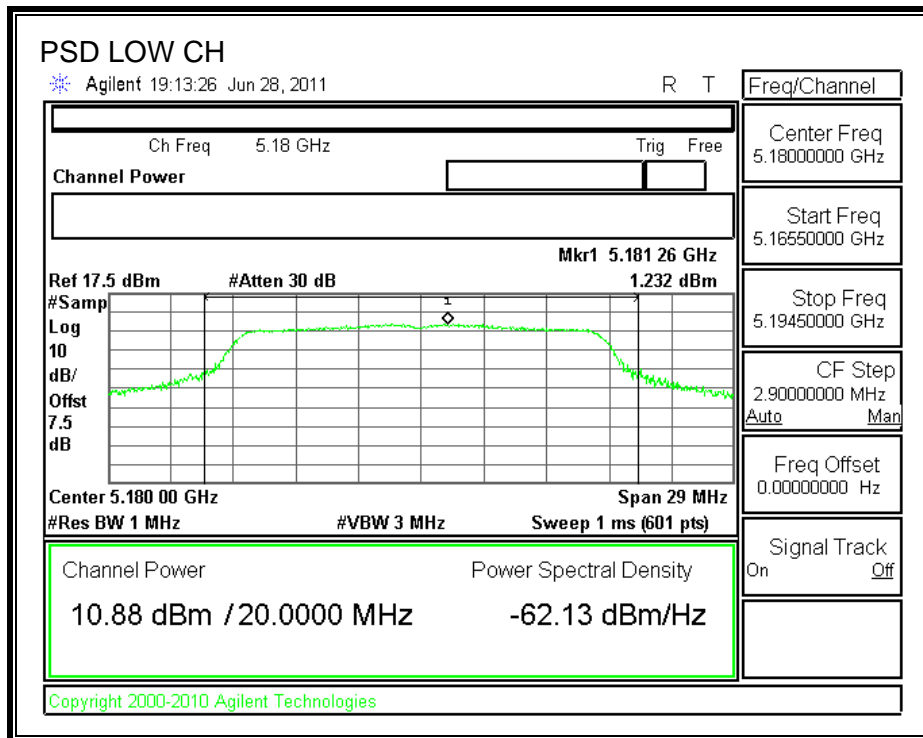 PSD LOW CH
Agilent 19:13:26 Jun 28, 2011 R T
Ch Freq 5.18 GHz Trig Free
Channel Power
Mkr1 5.181 26 GHz
Ref 17.5 dBm #Atten 30 dB 1.232 dBm
#Samp
Log
10
dB/
Offst
7.5
dB
1
Center 5.180 00 GHz Span 29 MHz
#Res BW 1 MHz #VBW 3 MHz Sweep 1 ms (601 pts)
Channel Power Power Spectral Density
10.88 dBm / 20.0000 MHz -62.13 dBm/Hz
Copyright 2000-2010 Agilent Technologies
Freq/Channel
Center Freq
5.18000000 GHz
Start Freq
5.16550000 GHz
Stop Freq
5.19450000 GHz
CF Step
2.90000000 MHz
Auto Man
Freq Offset
0.00000000 Hz
Signal Track
On Off